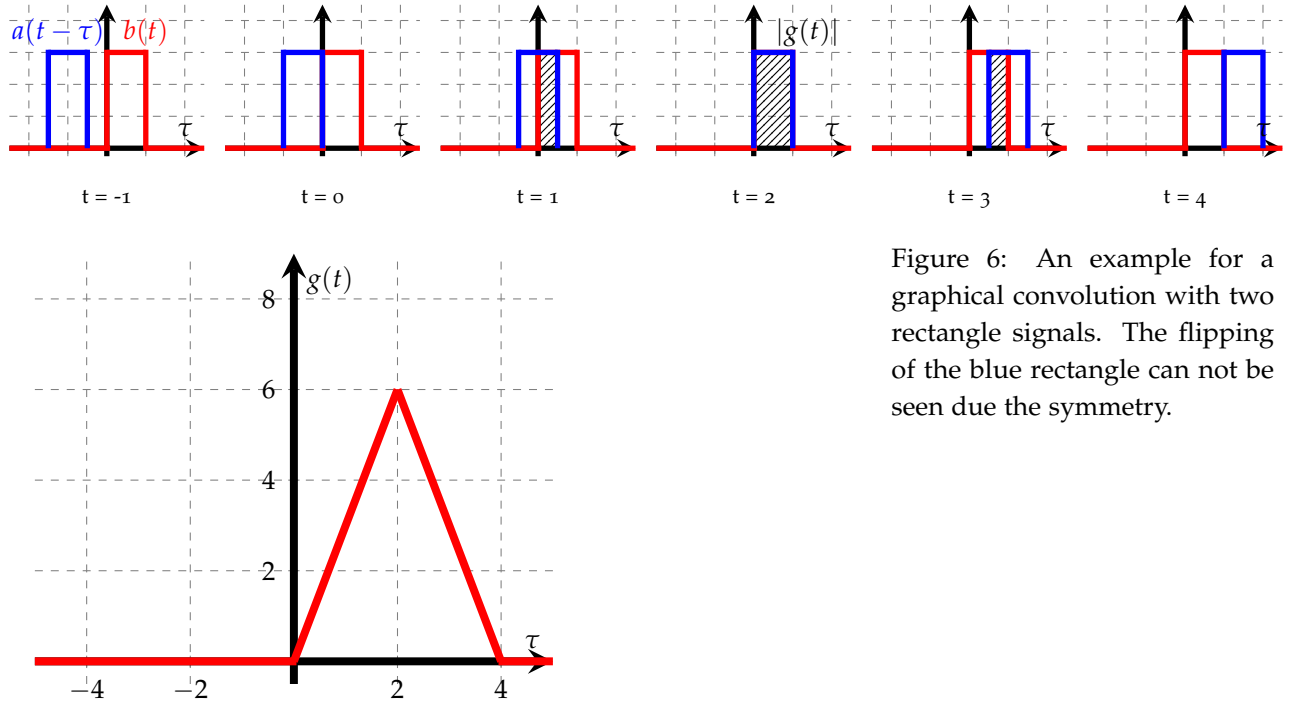 a(t − τ) b(t) |g(t)|
τ τ τ τ τ τ
t = -1 t = 0 t = 1 t = 2 t = 3 t = 4
Figure 6: An example for a
graphical convolution with two
rectangle signals. The flipping
of the blue rectangle can not be
seen due the symmetry.
g(t)
8
6
4
2
τ
−4 −2 2 4